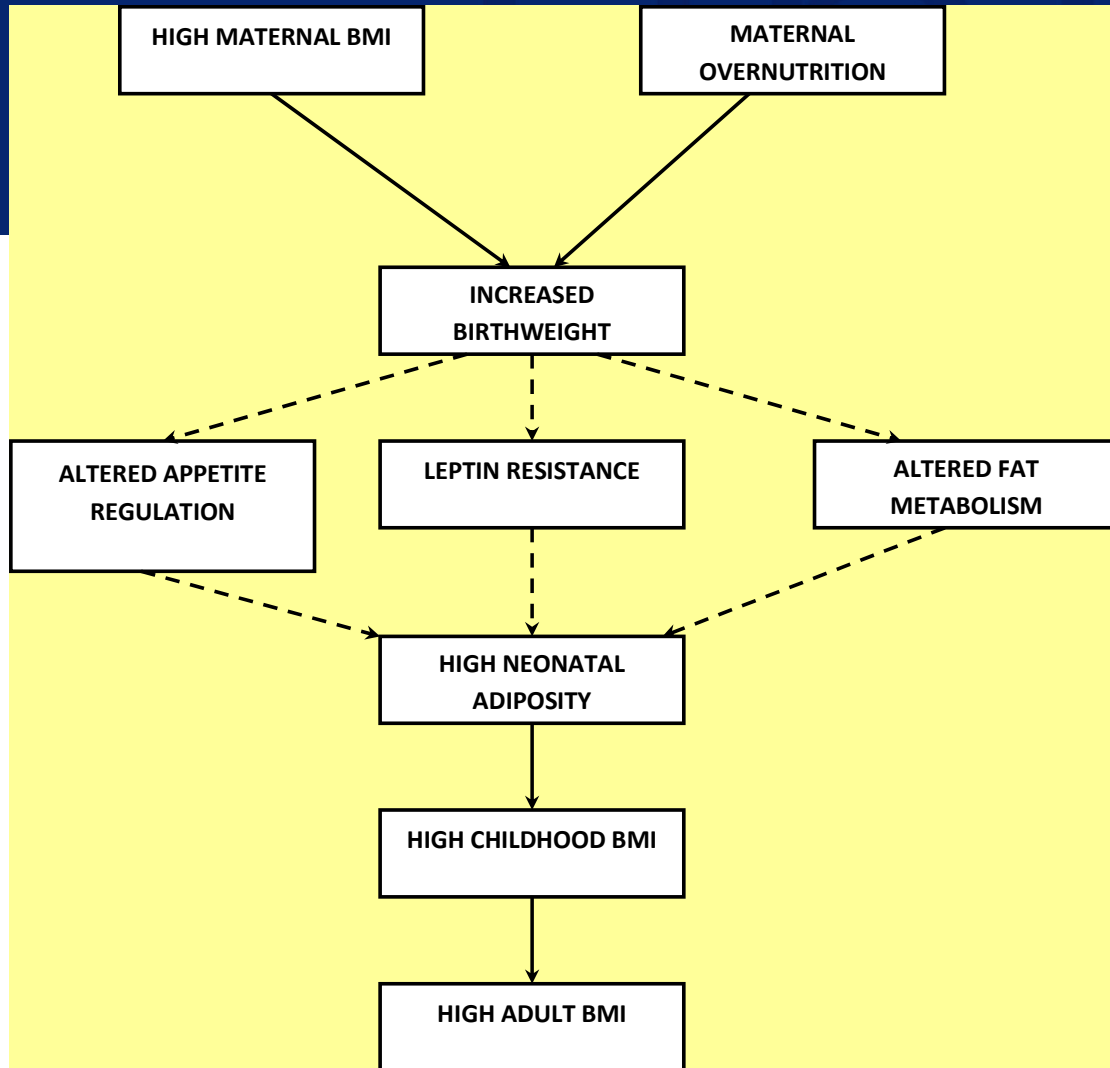 HIGH MATERNAL BMI
MATERNAL
OVERNUTRITION
INCREASED
BIRTHWEIGHT
ALTERED APPETITE
REGULATION
LEPTIN RESISTANCE
ALTERED FAT
METABOLISM
HIGH NEONATAL
ADIPOSITY
HIGH CHILDHOOD BMI
HIGH ADULT BMI